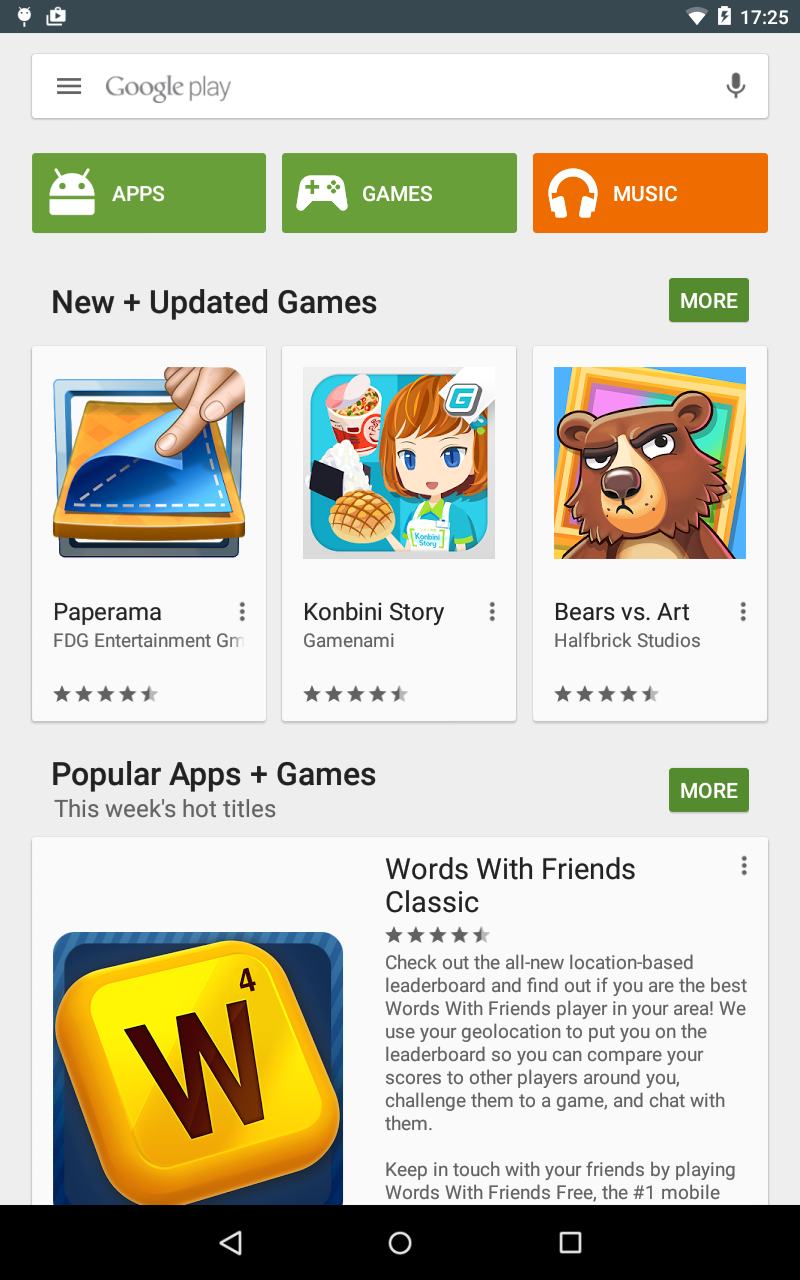 17:25
Google play
APPS
GAMES
MUSIC
New + Updated Games
MORE
G
Konbini
Story
Paperama
Konbini Story
Bears vs. Art
FDG Entertainment Gm
Gamenami
Halfbrick Studios
Popular Apps + Games
MORE
This week's hot titles
Words With Friends
Classic
Check out the all-new location-based
leaderboard and find out if you are the best
Words With Friends player in your area! We
use your geolocation to put you on the
leaderboard so you can compare your
scores to other players around you,
challenge them to a game, and chat with
them.
Keep in touch with your friends by playing
Words With Friends Free, the #1 mobile
4
W